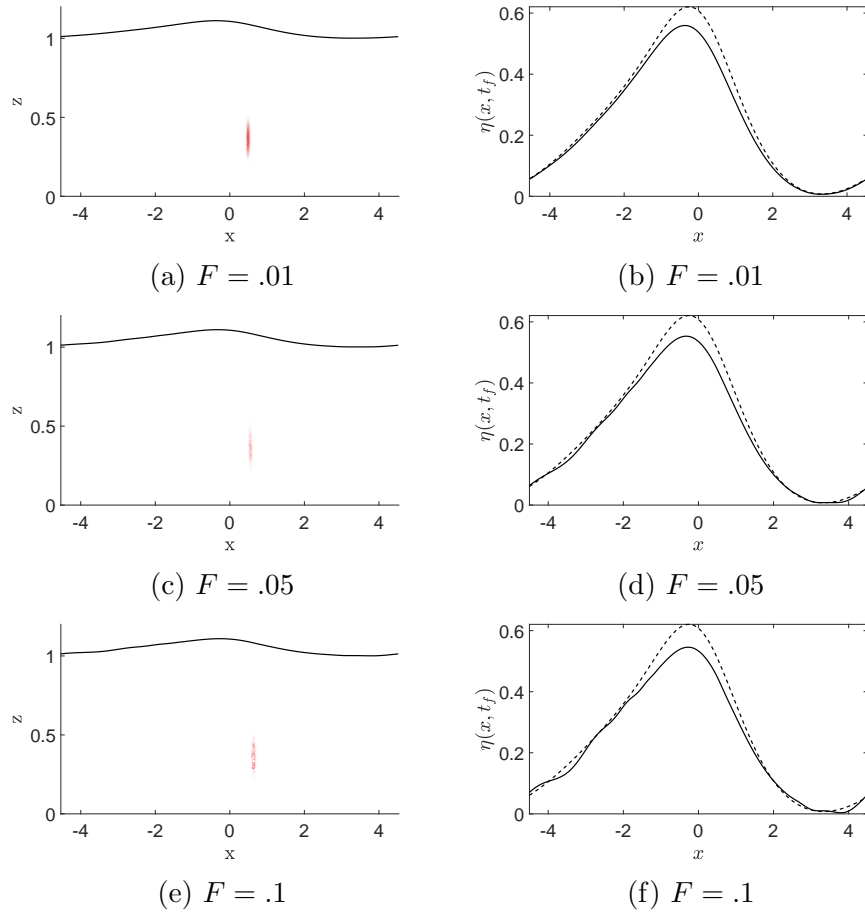 1
0.5
0
z
-4 -2 0 2 4
x
(a) F = .01
0.6
0.4
0.2
0
η(x, t_f)
-4 -2 0 2 4
x
(b) F = .01
1
0.5
0
z
-4 -2 0 2 4
x
(c) F = .05
0.6
0.4
0.2
0
η(x, t_f)
-4 -2 0 2 4
x
(d) F = .05
1
0.5
0
z
-4 -2 0 2 4
x
(e) F = .1
0.6
0.4
0.2
0
η(x, t_f)
-4 -2 0 2 4
x
(f) F = .1